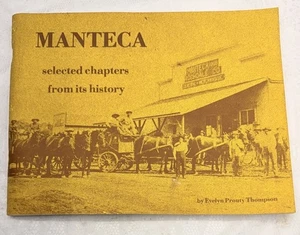 MANTECA
selected chapters
from its history
by Evelyn Prouty Thompson